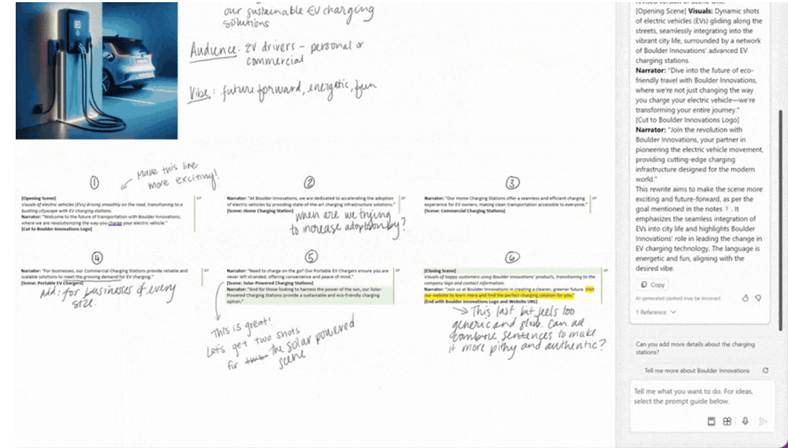 our sustainable EV charging
solutions
Audience: EV drivers – personal or
commercial
Vibe: future forward, energetic, fun
①
Make this line
more exciting!
[Opening Scene]
Visuals of electric vehicles (EVs) driving smoothly on the road, transitioning to a
bustling cityscape with EV charging stations.
Narrator: "Welcome to the future of transportation with Boulder Innovations,
where we are revolutionizing the way you charge your electric vehicle."
[Cut to Boulder Innovations Logo]
②
Narrator: "At Boulder Innovations, we are dedicated to accelerating the adoption
of electric vehicles by providing state-of-the-art charging infrastructure solutions."
[Scene: Home Charging Station]
when are we trying
to increase adoption by?
③
Narrator: "Our Home Charging Stations offer a seamless and efficient charging
experience for EV owners, making clean transportation accessible to everyone."
[Scene: Commercial Charging Stations]
④
Narrator: "For businesses, our Commercial Charging Stations provide reliable and
scalable solutions to meet the growing demand for EV charging."
[Scene: Portable EV Chargers]
Add: for businesses of every
size.
⑤
Narrator: "Need to charge on the go? Our Portable EV Chargers ensure you are
never left stranded, offering convenience and peace of mind."
[Scene: Solar-Powered Charging Stations]
Narrator: "And for those looking to harness the power of the sun, our Solar-
Powered Charging Stations provide a sustainable and eco-friendly charging
option."
This is great!
Let's get two shots
for the solar powered
scene
⑥
[Closing Scene]
Visuals of happy customers using Boulder Innovations' products, transitioning to the
company logo and contact information.
Narrator: "Join us at Boulder Innovations in creating a cleaner, greener future. Visit
our website to learn more and find the perfect charging solution for you."
[End with Boulder Innovations Logo and Website URL]
This last bit feels too
generic and slow. Can we
combine sentences to make
it more pithy and authentic?
[Opening Scene] Visuals: Dynamic shots
of electric vehicles (EVs) gliding along the
streets, seamlessly integrating into the
vibrant city life, surrounded by a network
of Boulder Innovations' advanced EV
charging stations.
Narrator: "Dive into the future of eco-
friendly travel with Boulder Innovations,
where we're not just changing the way
you charge your electric vehicle—we're
transforming your entire journey."
[Cut to Boulder Innovations Logo]
Narrator: "Join the revolution with
Boulder Innovations, your partner in
pioneering the electric vehicle movement,
providing cutting-edge charging
infrastructure designed for the modern
world."
This rewrite aims to make the scene more
exciting and future-forward, as per the
goal mentioned in the notes 1 . It
emphasizes the seamless integration of
EVs into city life and highlights Boulder
Innovations' role in leading the change in
EV charging technology. The language is
energetic and fun, aligning with the
desired vibe.
Copy
AI-generated content may be incorrect
1 Reference
Can you add more details about the charging
stations?
Tell me more about Boulder Innovations
Tell me what you want to do. For ideas,
select the prompt guide below.